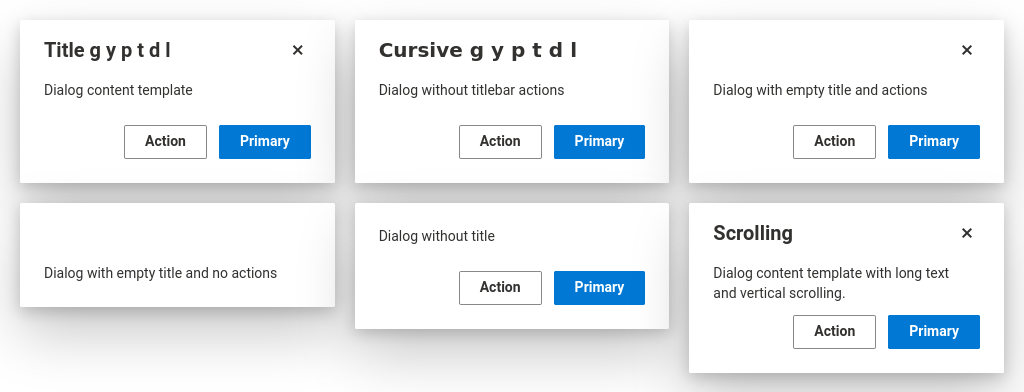 Title g y p t d l ✕
Dialog content template
Action Primary
Cursive g y p t d l
Dialog without titlebar actions
Action Primary
✕
Dialog with empty title and actions
Action Primary
Dialog with empty title and no actions
Dialog without title
Action Primary
Scrolling ✕
Dialog content template with long text
and vertical scrolling.
Action Primary